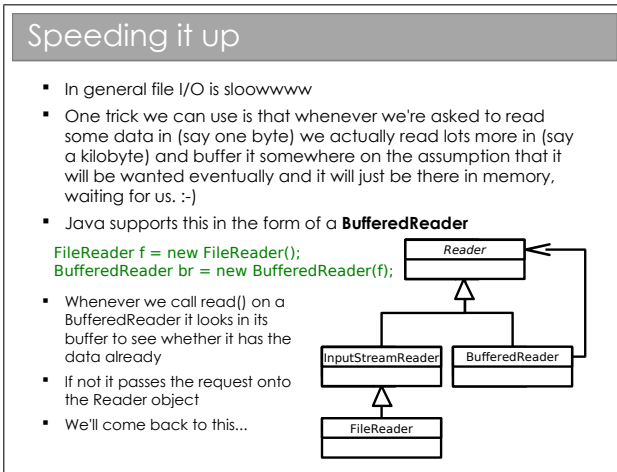 Speeding it up
▪ In general file I/O is sloowwww
▪ One trick we can use is that whenever we're asked to read
some data in (say one byte) we actually read lots more in (say
a kilobyte) and buffer it somewhere on the assumption that it
will be wanted eventually and it will just be there in memory,
waiting for us. :-)
▪ Java supports this in the form of a BufferedReader
FileReader f = new FileReader();
BufferedReader br = new BufferedReader(f);
▪ Whenever we call read() on a
BufferedReader it looks in its
buffer to see whether it has the
data already
▪ If not it passes the request onto
the Reader object
▪ We'll come back to this...
Reader
InputStreamReader
BufferedReader
FileReader